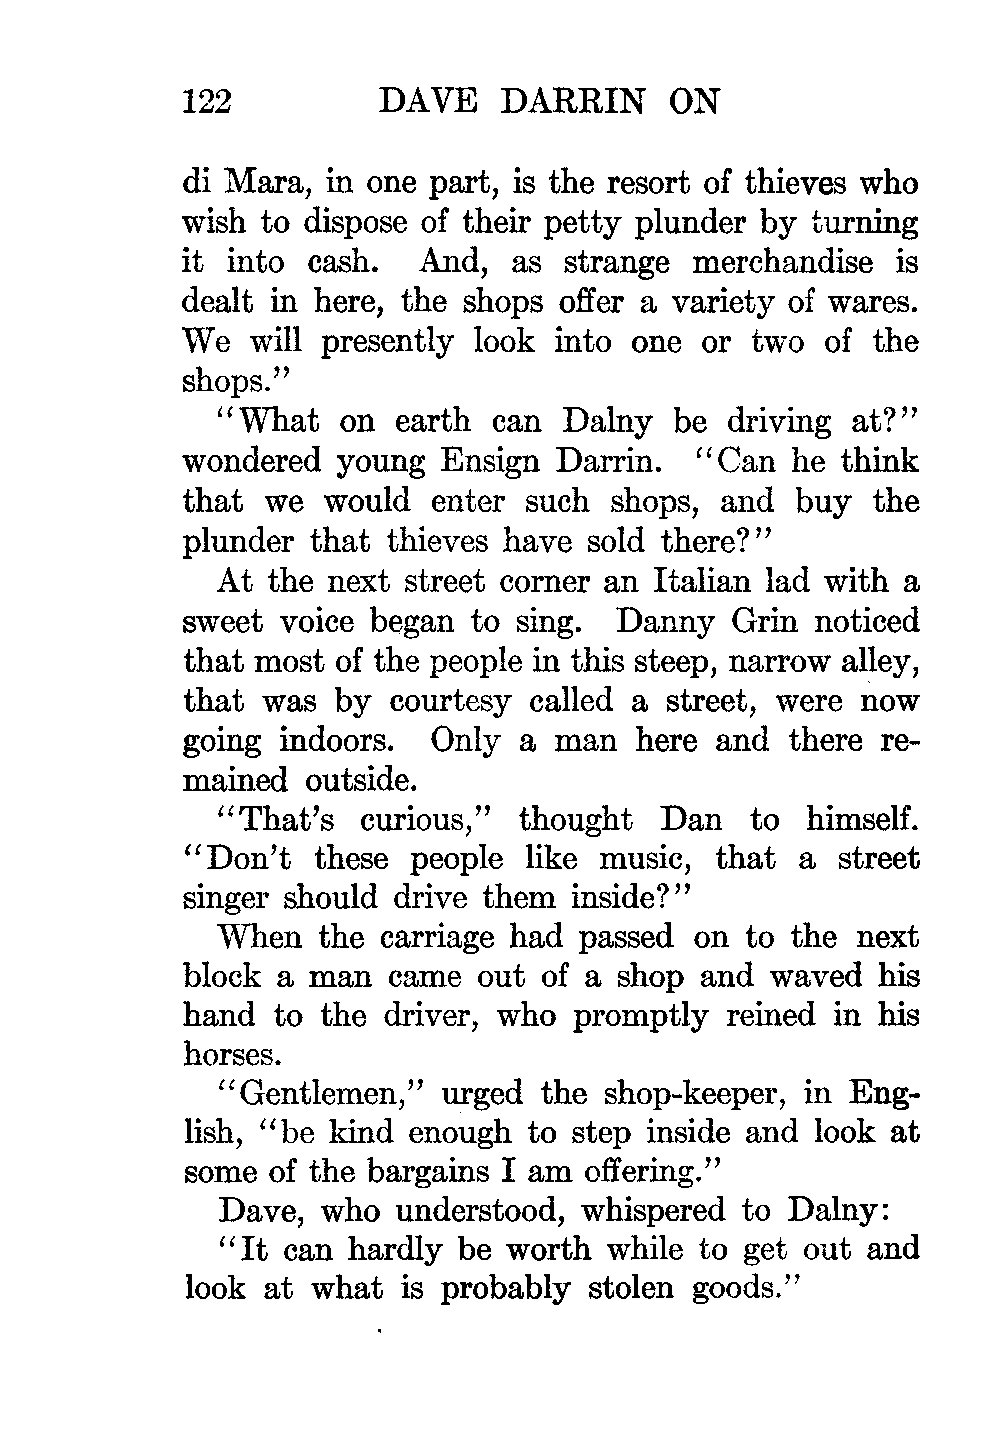 122 DAVE DARRIN ON
di Mara, in one part, is the resort of thieves who
wish to dispose of their petty plunder by turning
it into cash. And, as strange merchandise is
dealt in here, the shops offer a variety of wares.
We will presently look into one or two of the
shops."
"What on earth can Dalny be driving at?"
wondered young Ensign Darrin. "Can he think
that we would enter such shops, and buy the
plunder that thieves have sold there?"
At the next street corner an Italian lad with a
sweet voice began to sing. Danny Grin noticed
that most of the people in this steep, narrow alley,
that was by courtesy called a street, were now
going indoors. Only a man here and there re-
mained outside.
"That's curious," thought Dan to himself.
"Don't these people like music, that a street
singer should drive them inside?"
When the carriage had passed on to the next
block a man came out of a shop and waved his
hand to the driver, who promptly reined in his
horses.
"Gentlemen," urged the shop-keeper, in Eng-
lish, "be kind enough to step inside and look at
some of the bargains I am offering."
Dave, who understood, whispered to Dalny:
"It can hardly be worth while to get out and
look at what is probably stolen goods."